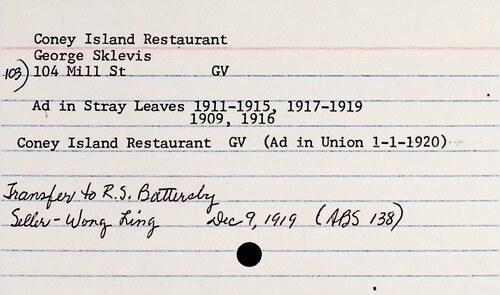 Coney Island Restaurant
George Sklevis
103) 104 Mill St GV
Ad in Stray Leaves 1911-1915, 1917-1919
1909, 1916
Coney Island Restaurant GV (Ad in Union 1-1-1920)
Transfer to R.S. Battersby
Seller - Wong Ling Dec 9, 1919 (ABS 138)